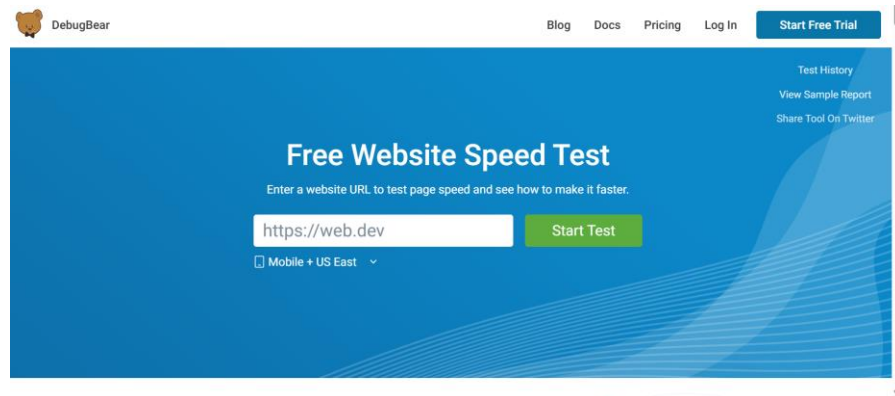 DebugBear
Blog Docs Pricing Log In Start Free Trial
Test History
View Sample Report
Share Tool On Twitter
Free Website Speed Test
Enter a website URL to test page speed and see how to make it faster.
https://web.dev Start Test
Mobile + US East